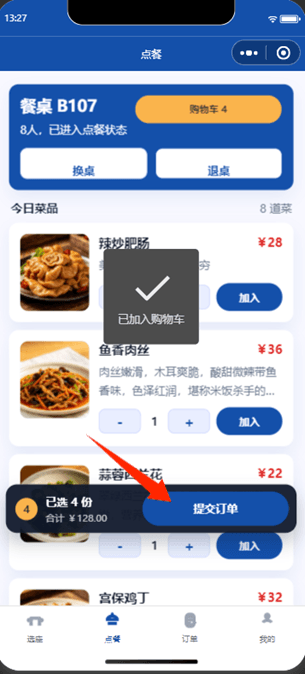 13:27
点餐
餐桌 B107
购物车 4
8人，已进入点餐状态
换桌
退桌
今日菜品
8 道菜
辣炒肥肠
¥28
加入
已加入购物车
鱼香肉丝
¥36
肉丝嫩滑，木耳爽脆，酸甜微辣带鱼
香味，色泽红润，堪称米饭杀手的...
- 1 + 加入
蒜蓉西兰花
¥22
4
已选 4 份
合计 ¥128.00
提交订单
- 1 + 加入
宫保鸡丁
¥32
选座
点餐
订单
我的